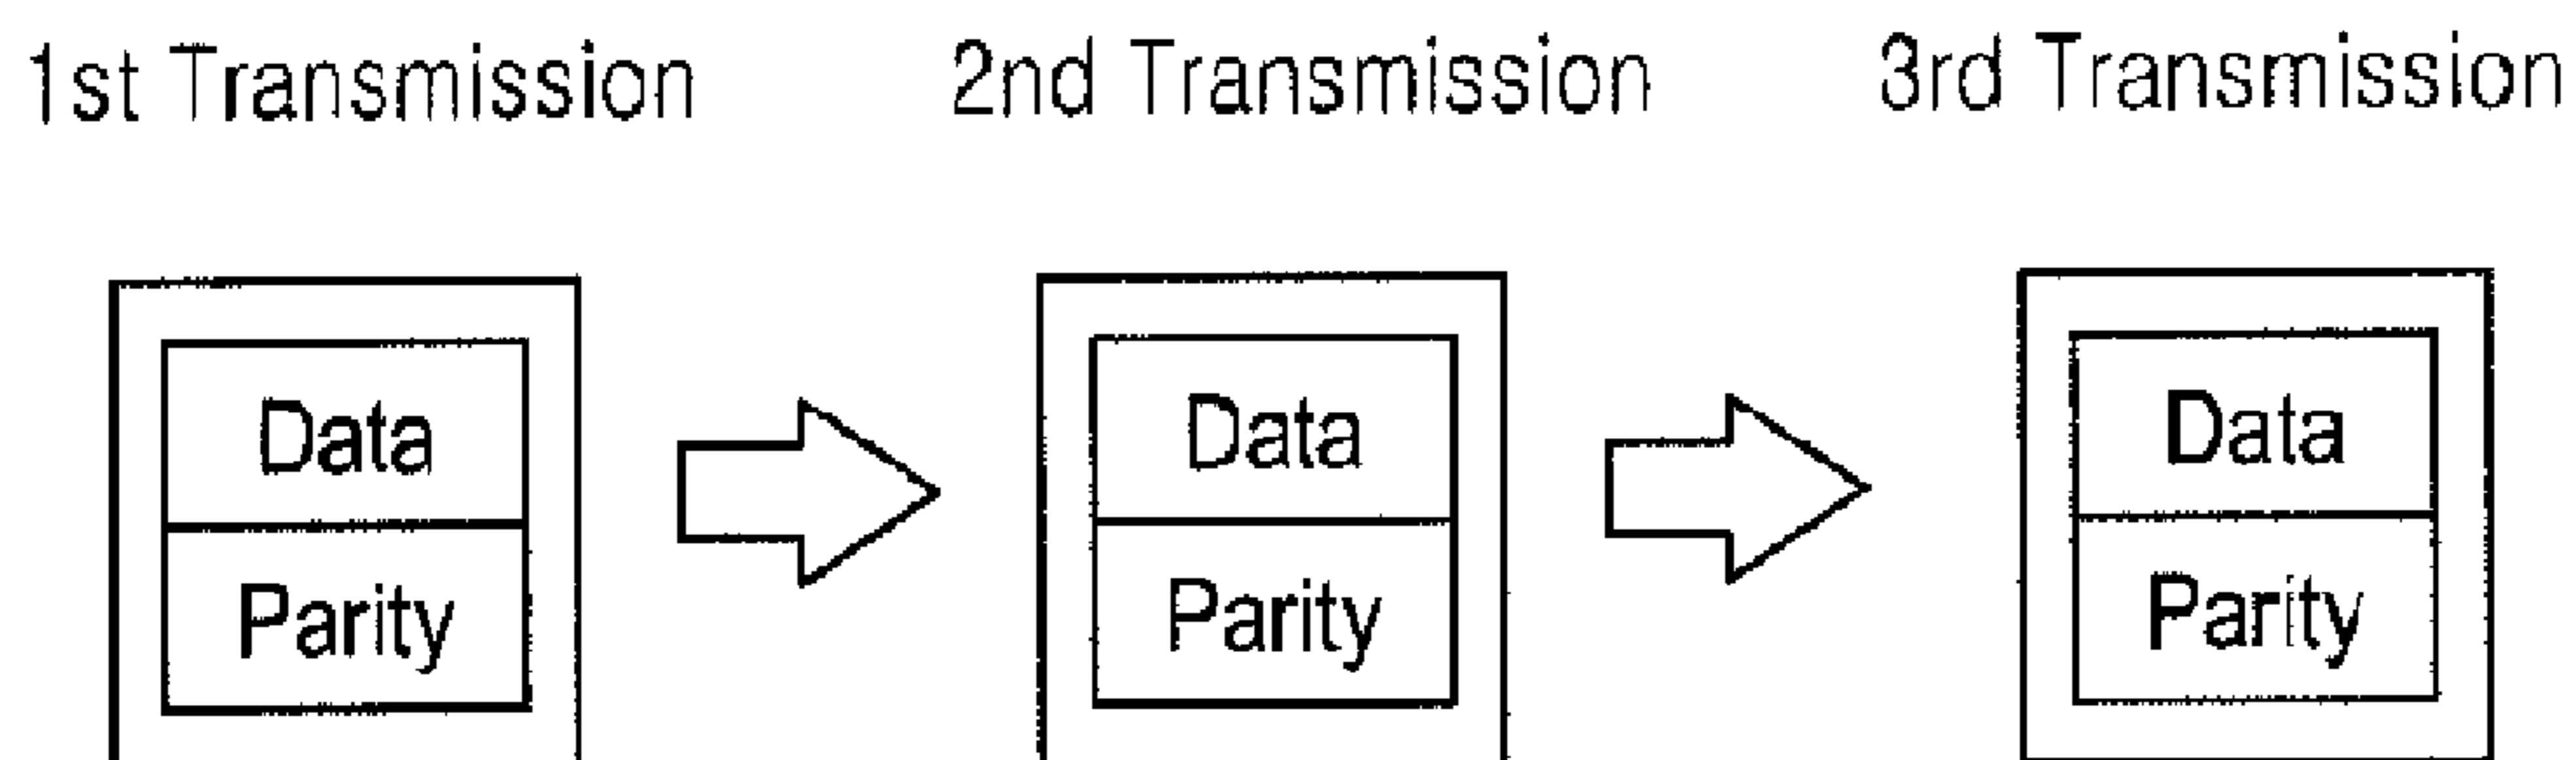 1st Transmission 2nd Transmission 3rd Transmission
Data Data Data
Parity Parity Parity